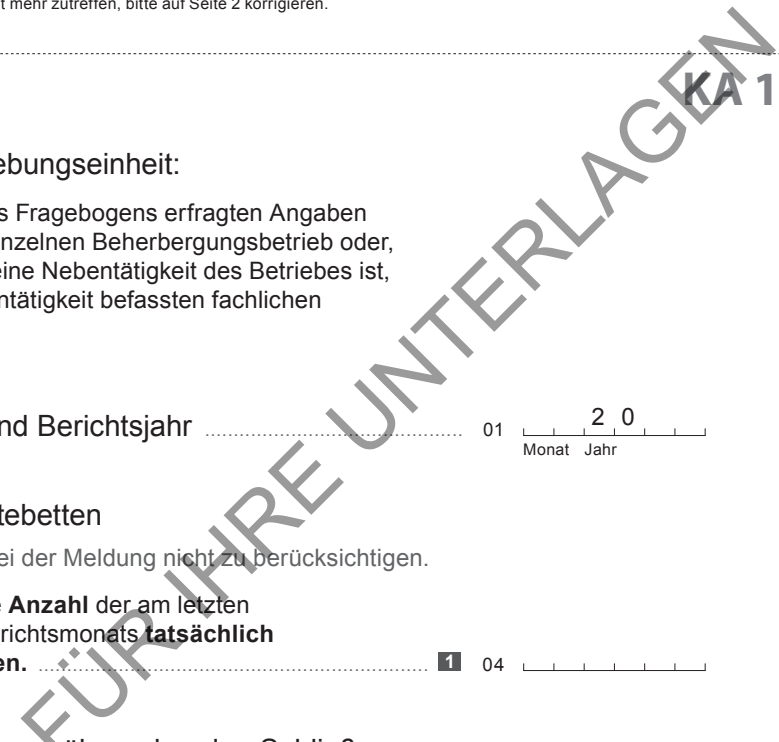 t mehr zutreffen, bitte auf Seite 2 korrigieren.
KA 1
ebungseinheit:
s Fragebogens erfragten Angaben
inzelnen Beherbergungsbetrieb oder,
eine Nebentätigkeit des Betriebes ist,
ntätigkeit befassten fachlichen
nd Berichtsjahr 01 2 0
Monat Jahr
tebetten
ei der Meldung nicht zu berücksichtigen.
e Anzahl der am letzten
richtsmonats tatsächlich
en. 1 04
FÜR IHRE UNTERLAGEN